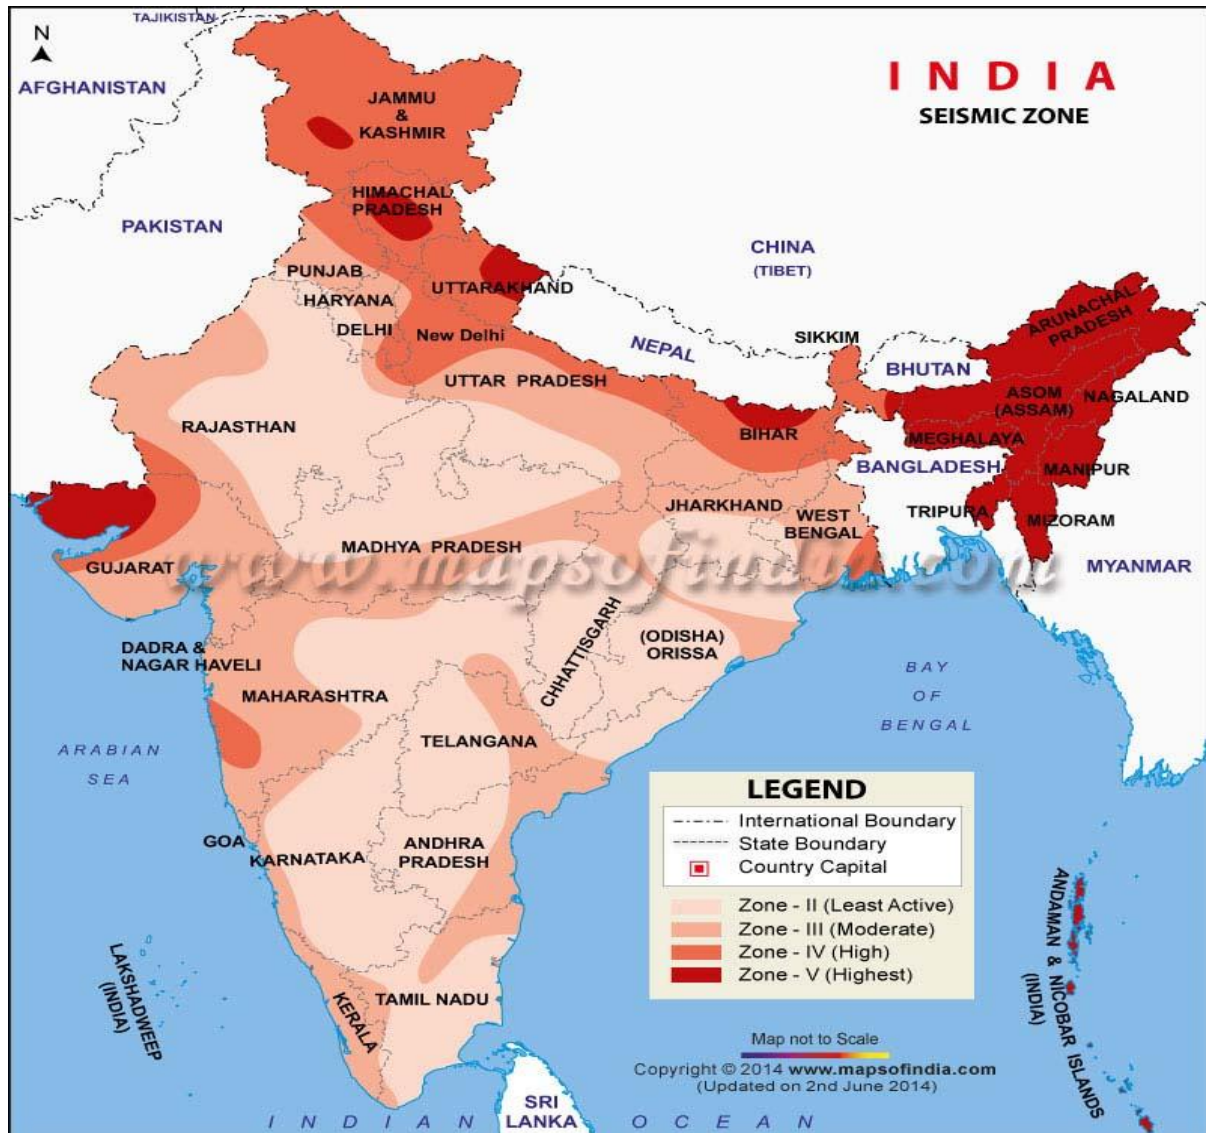 N
TAJIKISTAN
AFGHANISTAN
I N D I A
SEISMIC ZONE
JAMMU
&
KASHMIR
HIMACHAL
PRADESH
PAKISTAN
CHINA
(TIBET)
PUNJAB
UTTARAKHAND
HARYANA
DELHI
New Delhi
NEPAL
SIKKIM
BHUTAN
ARUNACHAL
PRADESH
UTTAR PRADESH
ASOM
(ASSAM)
NAGALAND
RAJASTHAN
BIHAR
MEGHALAYA
BANGLADESH
MANIPUR
JHARKHAND
WEST
BENGAL
TRIPURA
MIZORAM
MADHYA PRADESH
www.mapsofindia.com
GUJARAT
MYANMAR
CHHATTISGARH
(ODISHA)
ORISSA
DADRA &
NAGAR HAVELI
MAHARASHTRA
BAY
OF
BENGAL
ARABIAN
SEA
TELANGANA
GOA
KARNATAKA
ANDHRA
PRADESH
LEGEND
International Boundary
State Boundary
Country Capital
Zone - II (Least Active)
Zone - III (Moderate)
Zone - IV (High)
Zone - V (Highest)
ANDAMAN & NICOBAR ISLANDS
(INDIA)
LAKSHADWEEP
(INDIA)
KERALA
TAMIL NADU
Map not to Scale
Copyright © 2014 www.mapsofindia.com
(Updated on 2nd June 2014)
SRI
LANKA
I N D I A N O C E A N